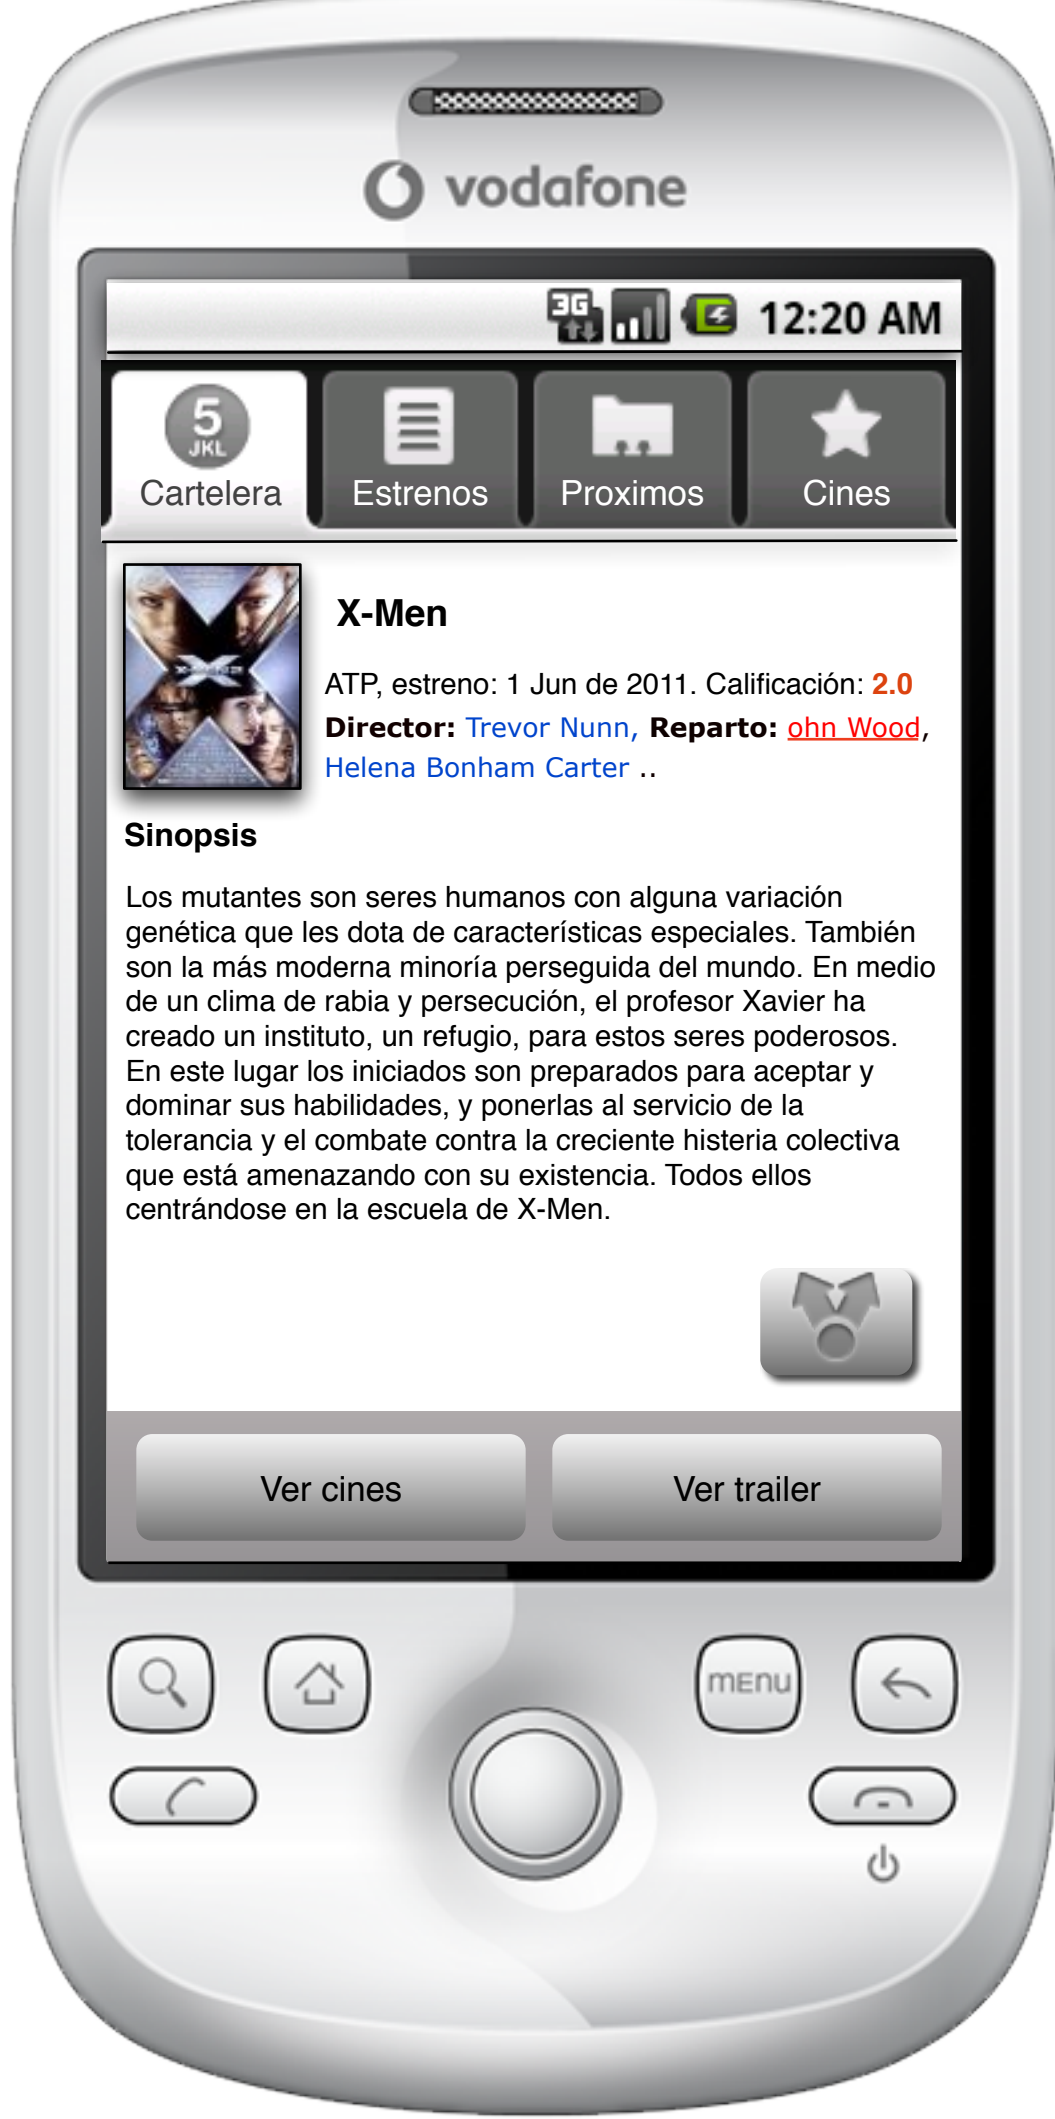 vodafone
3G 12:20 AM
5
JKL
Cartelera Estrenos Proximos Cines
X-Men
ATP, estreno: 1 Jun de 2011. Calificación: 2.0
Director: Trevor Nunn, Reparto: ohn Wood,
Helena Bonham Carter ..
Sinopsis
Los mutantes son seres humanos con alguna variación
genética que les dota de características especiales. También
son la más moderna minoría perseguida del mundo. En medio
de un clima de rabia y persecución, el profesor Xavier ha
creado un instituto, un refugio, para estos seres poderosos.
En este lugar los iniciados son preparados para aceptar y
dominar sus habilidades, y ponerlas al servicio de la
tolerancia y el combate contra la creciente histeria colectiva
que está amenazando con su existencia. Todos ellos
centrándose en la escuela de X-Men.
Ver cines Ver trailer
MENU